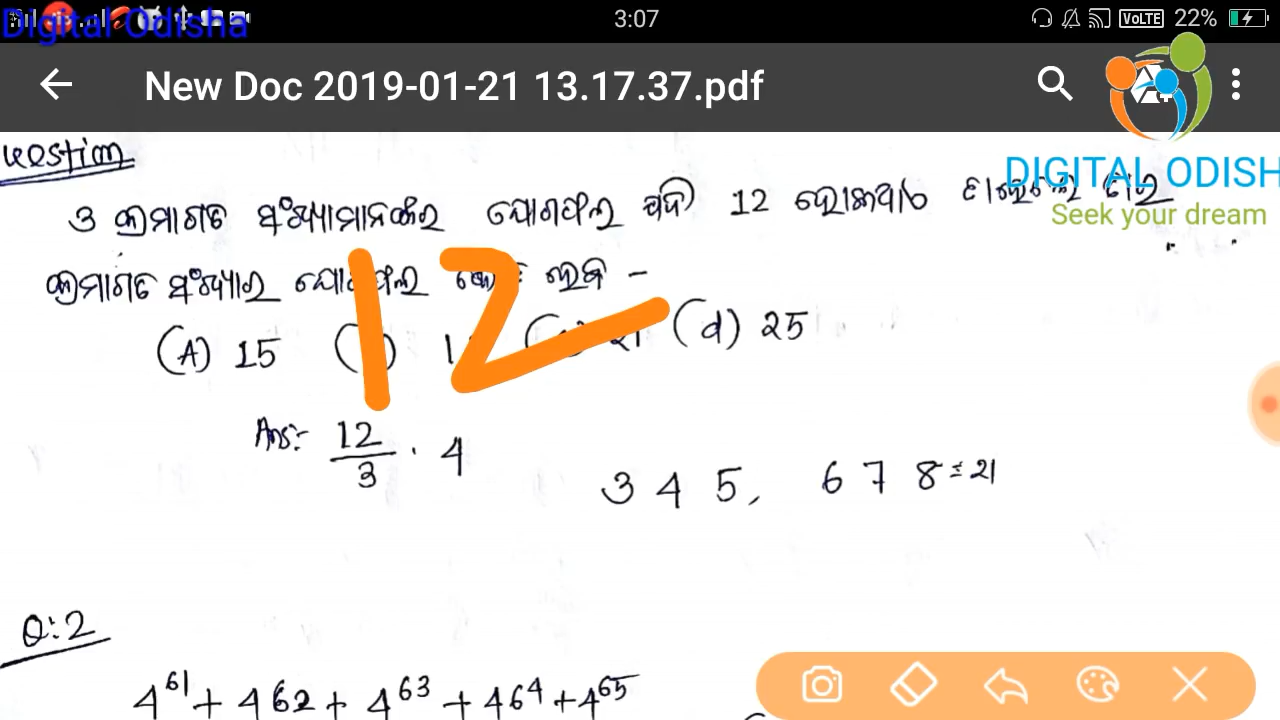 Digital Odisha
3:07
VoLTE 22%
New Doc 2019-01-21 13.17.37.pdf
DIGITAL ODISH
Seek your dream
uestion
3 କ୍ରମାଗତ ସଂଖ୍ୟାମାନଙ୍କର ଯୋଗଫଳ ଯଦି 12 ହୋଇଥାଏ
କ୍ରମାଗତ ସଂଖ୍ୟାର ହେବ –
(A) 15 (d) 25
12
Ans:- 12/3 . 4
3 4 5, 6 7 8 = 21
Q:2
4^61 + 4^62 + 4^63 + 4^64 + 4^65